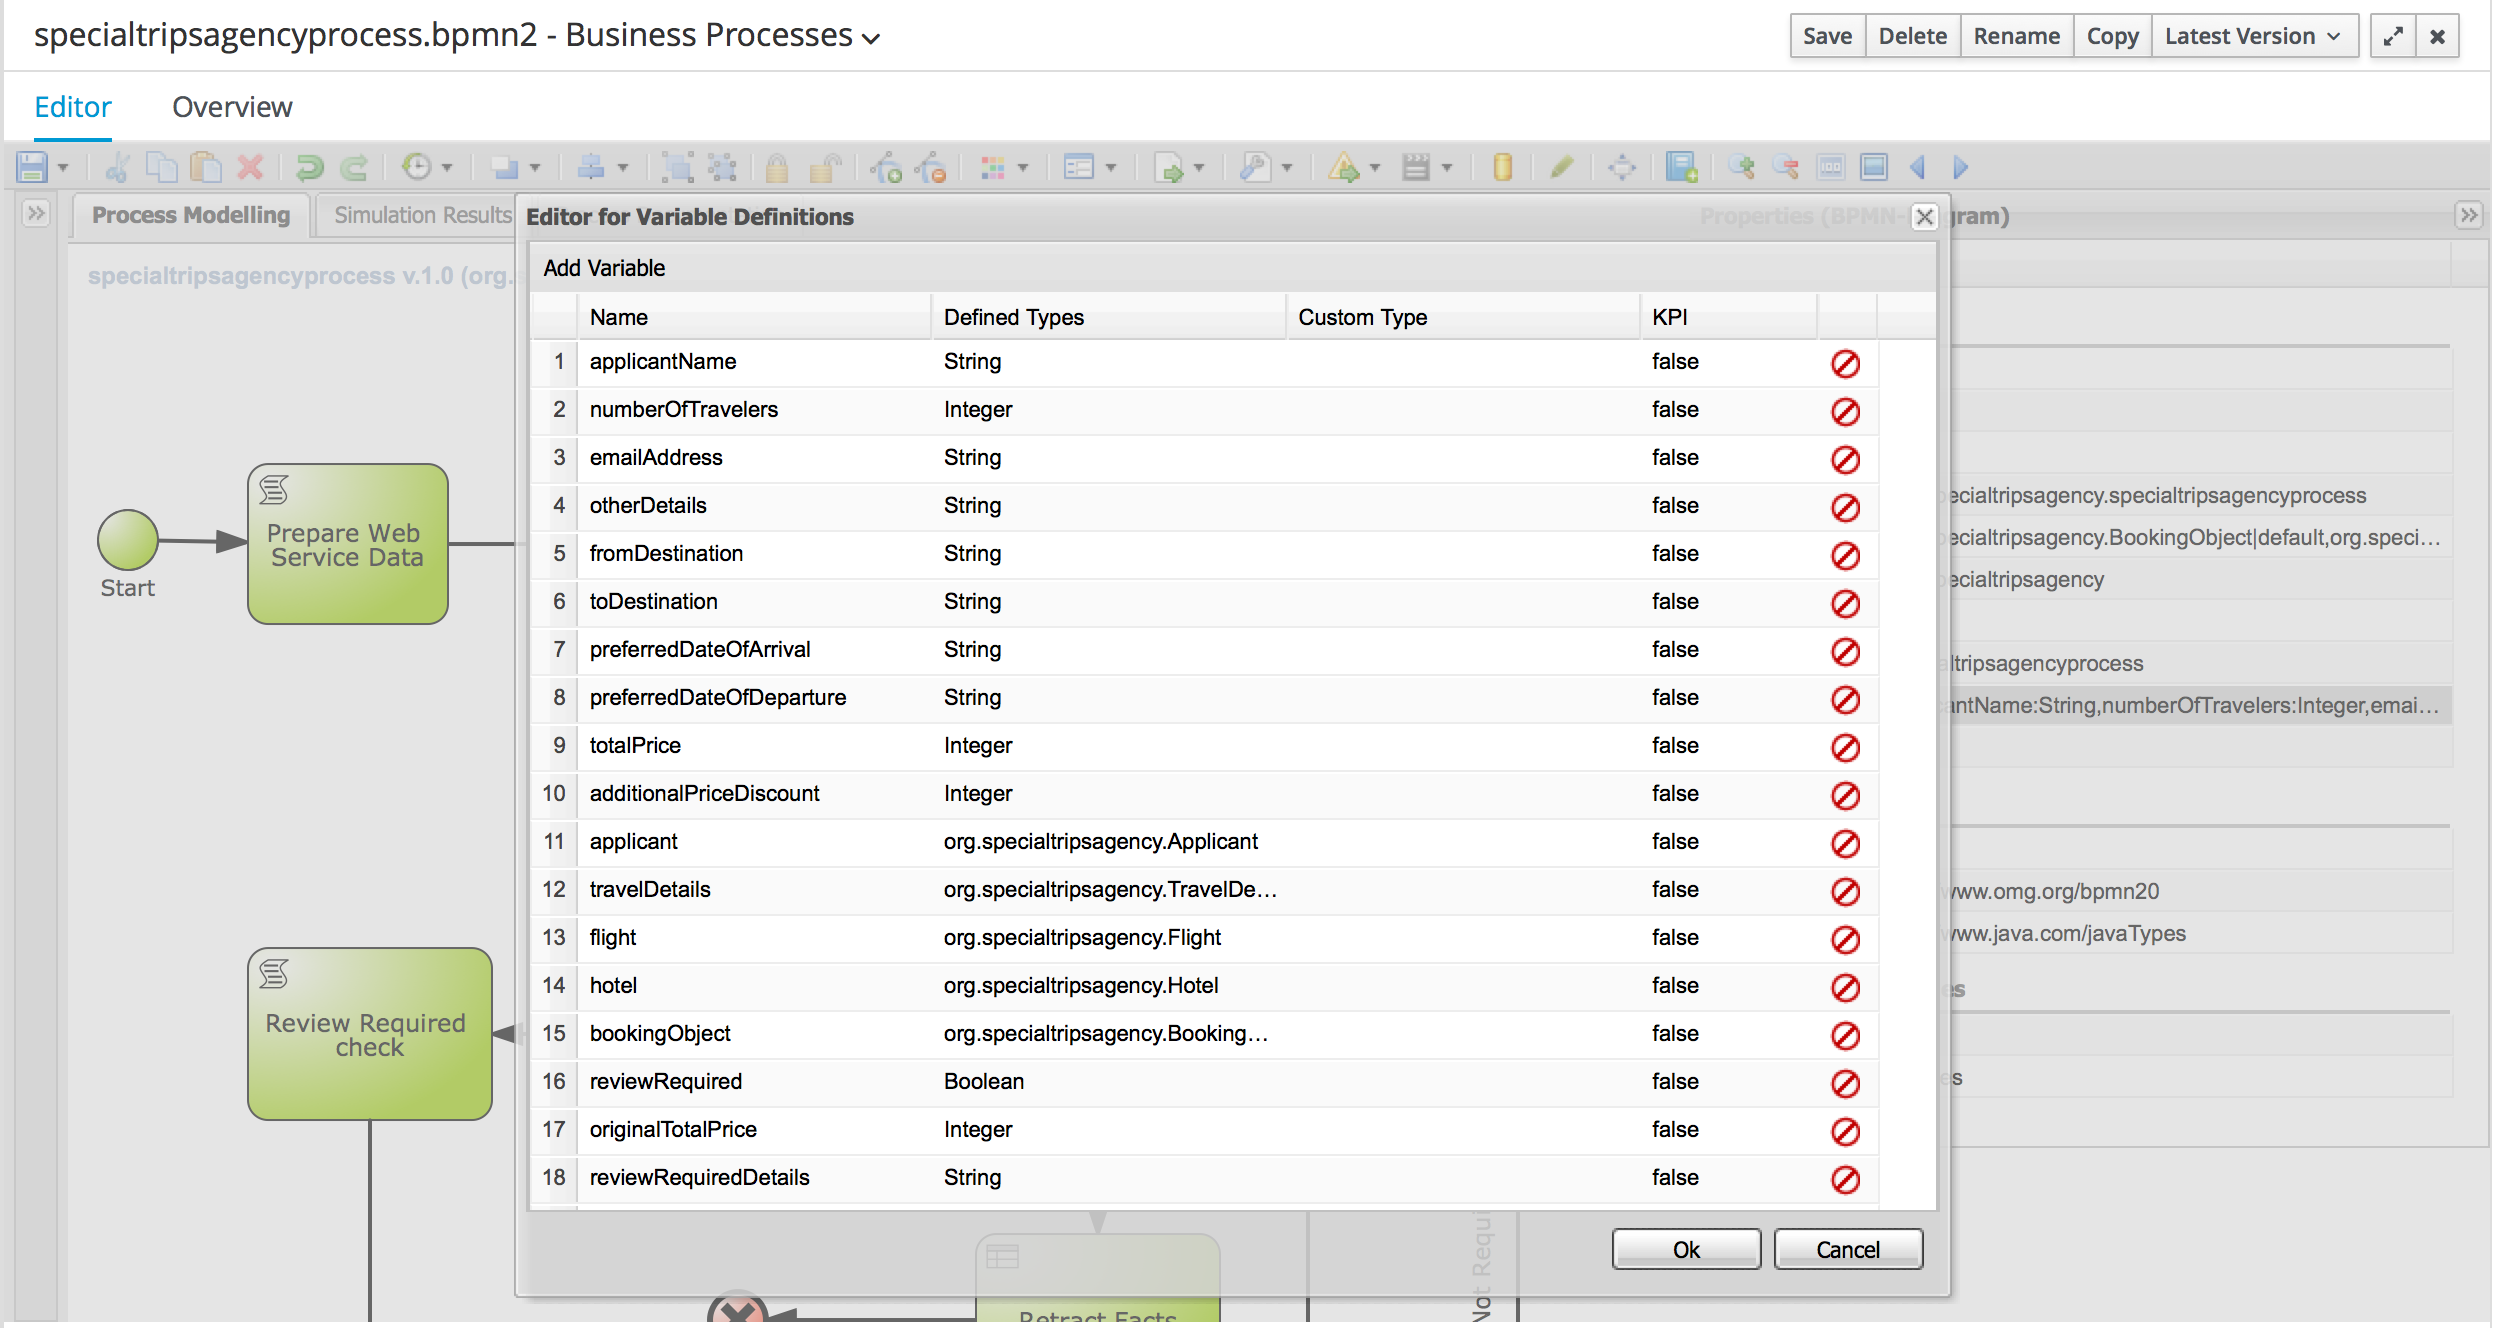 specialtripsagencyprocess.bpmn2 - Business Processes
Save Delete Rename Copy Latest Version
Editor Overview
Process Modelling Simulation Results
Editor for Variable Definitions
Properties (BPMN-
gram)
specialtripsagencyprocess v.1.0 (org.s
Add Variable
Name Defined Types Custom Type KPI
1 applicantName String false
2 numberOfTravelers Integer false
3 emailAddress String false
4 otherDetails String false
5 fromDestination String false
6 toDestination String false
7 preferredDateOfArrival String false
8 preferredDateOfDeparture String false
9 totalPrice Integer false
10 additionalPriceDiscount Integer false
11 applicant org.specialtripsagency.Applicant false
12 travelDetails org.specialtripsagency.TravelDe... false
13 flight org.specialtripsagency.Flight false
14 hotel org.specialtripsagency.Hotel false
15 bookingObject org.specialtripsagency.Booking... false
16 reviewRequired Boolean false
17 originalTotalPrice Integer false
18 reviewRequiredDetails String false
Ok Cancel
Start
Prepare Web
Service Data
Review Required
check
Retract Facts
Not Requi
ecialtripsagency.specialtripsagencyprocess
ecialtripsagency.BookingObject|default,org.speci...
ecialtripsagency
ltripsagencyprocess
antName:String,numberOfTravelers:Integer,emai...
www.omg.org/bpmn20
www.java.com/javaTypes
es
es